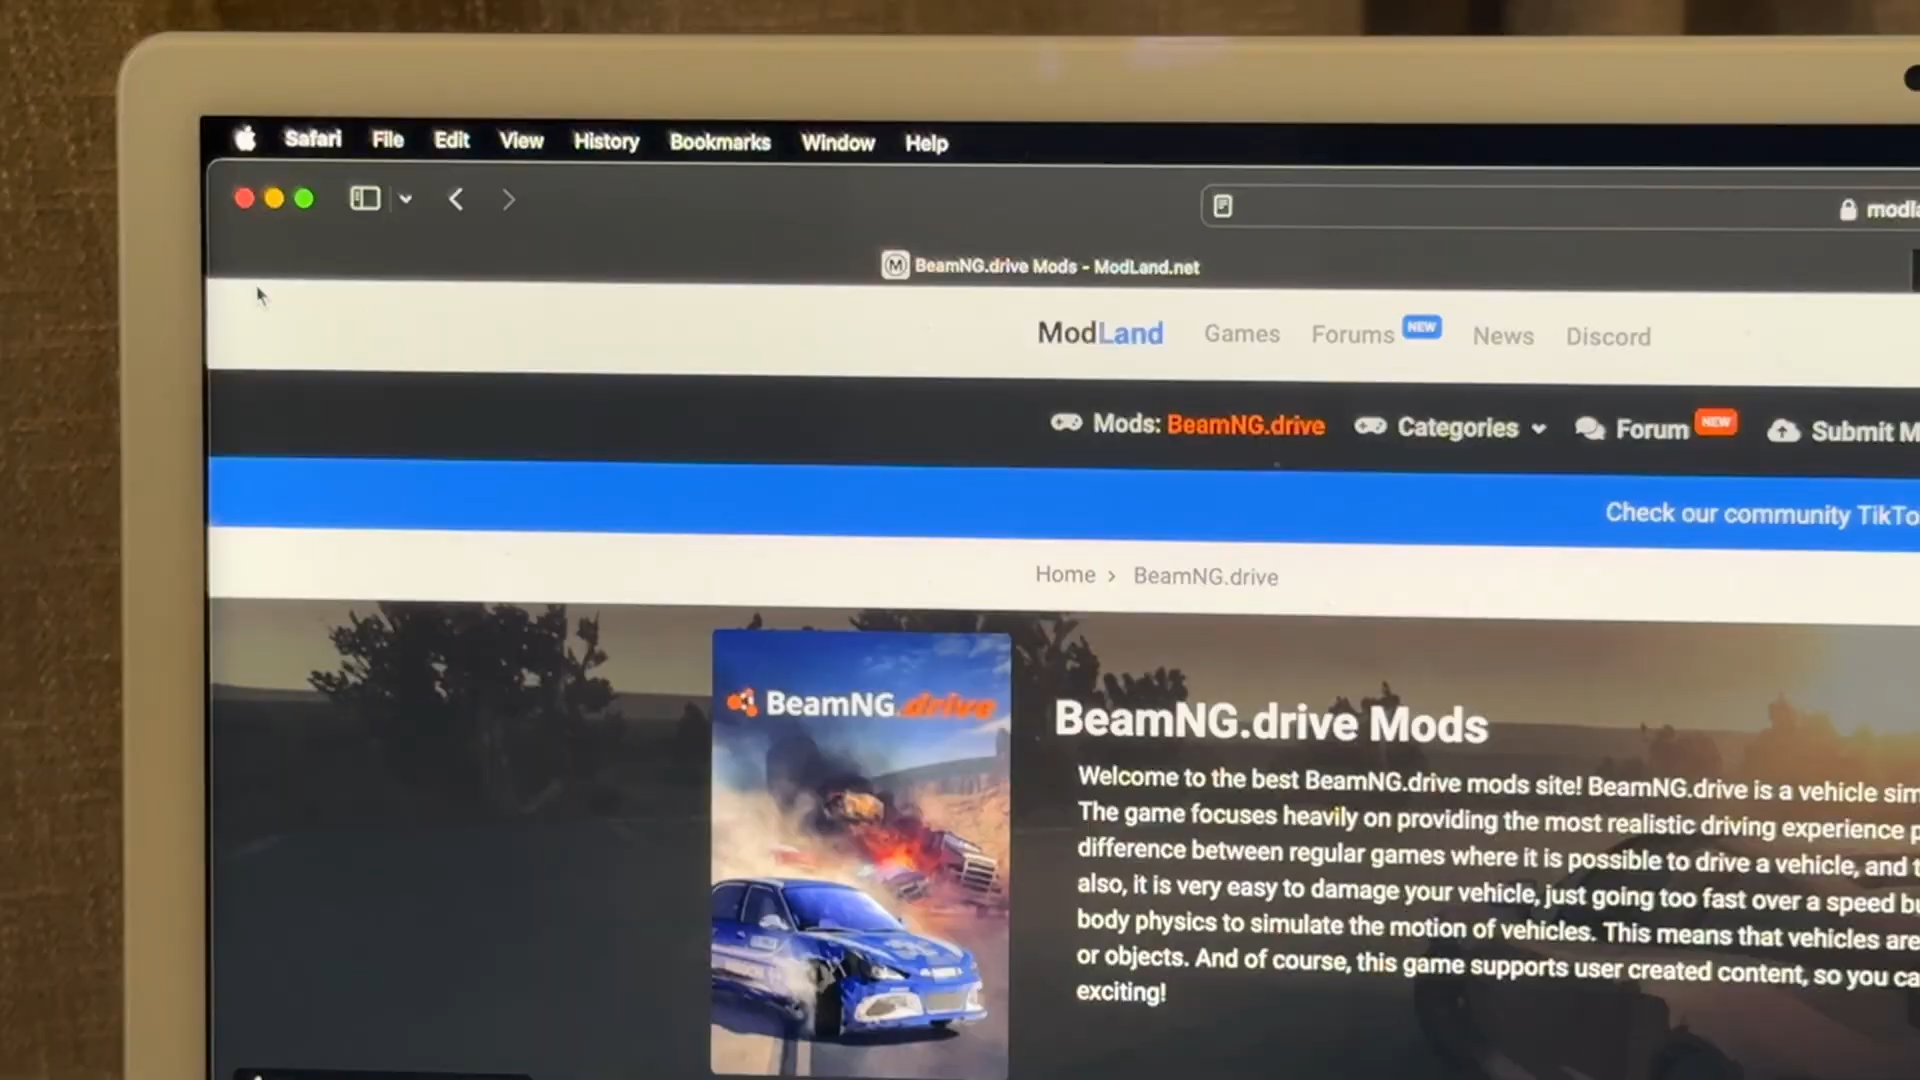 Safari File Edit View History Bookmarks Window Help
BeamNG.drive Mods - ModLand.net
ModLand Games Forums NEW News Discord
Mods: BeamNG.drive Categories Forum NEW Submit
Check our community
Home > BeamNG.drive
BeamNG.drive
BeamNG.drive Mods
Welcome to the best BeamNG.drive mods site! BeamNG.drive is a vehicle
The game focuses heavily on providing the most realistic driving experience
difference between regular games where it is possible to drive a vehicle, and
also, it is very easy to damage your vehicle, just going too fast over a speed
body physics to simulate the motion of vehicles. This means that vehicles are
or objects. And of course, this game supports user created content, so you
exciting!